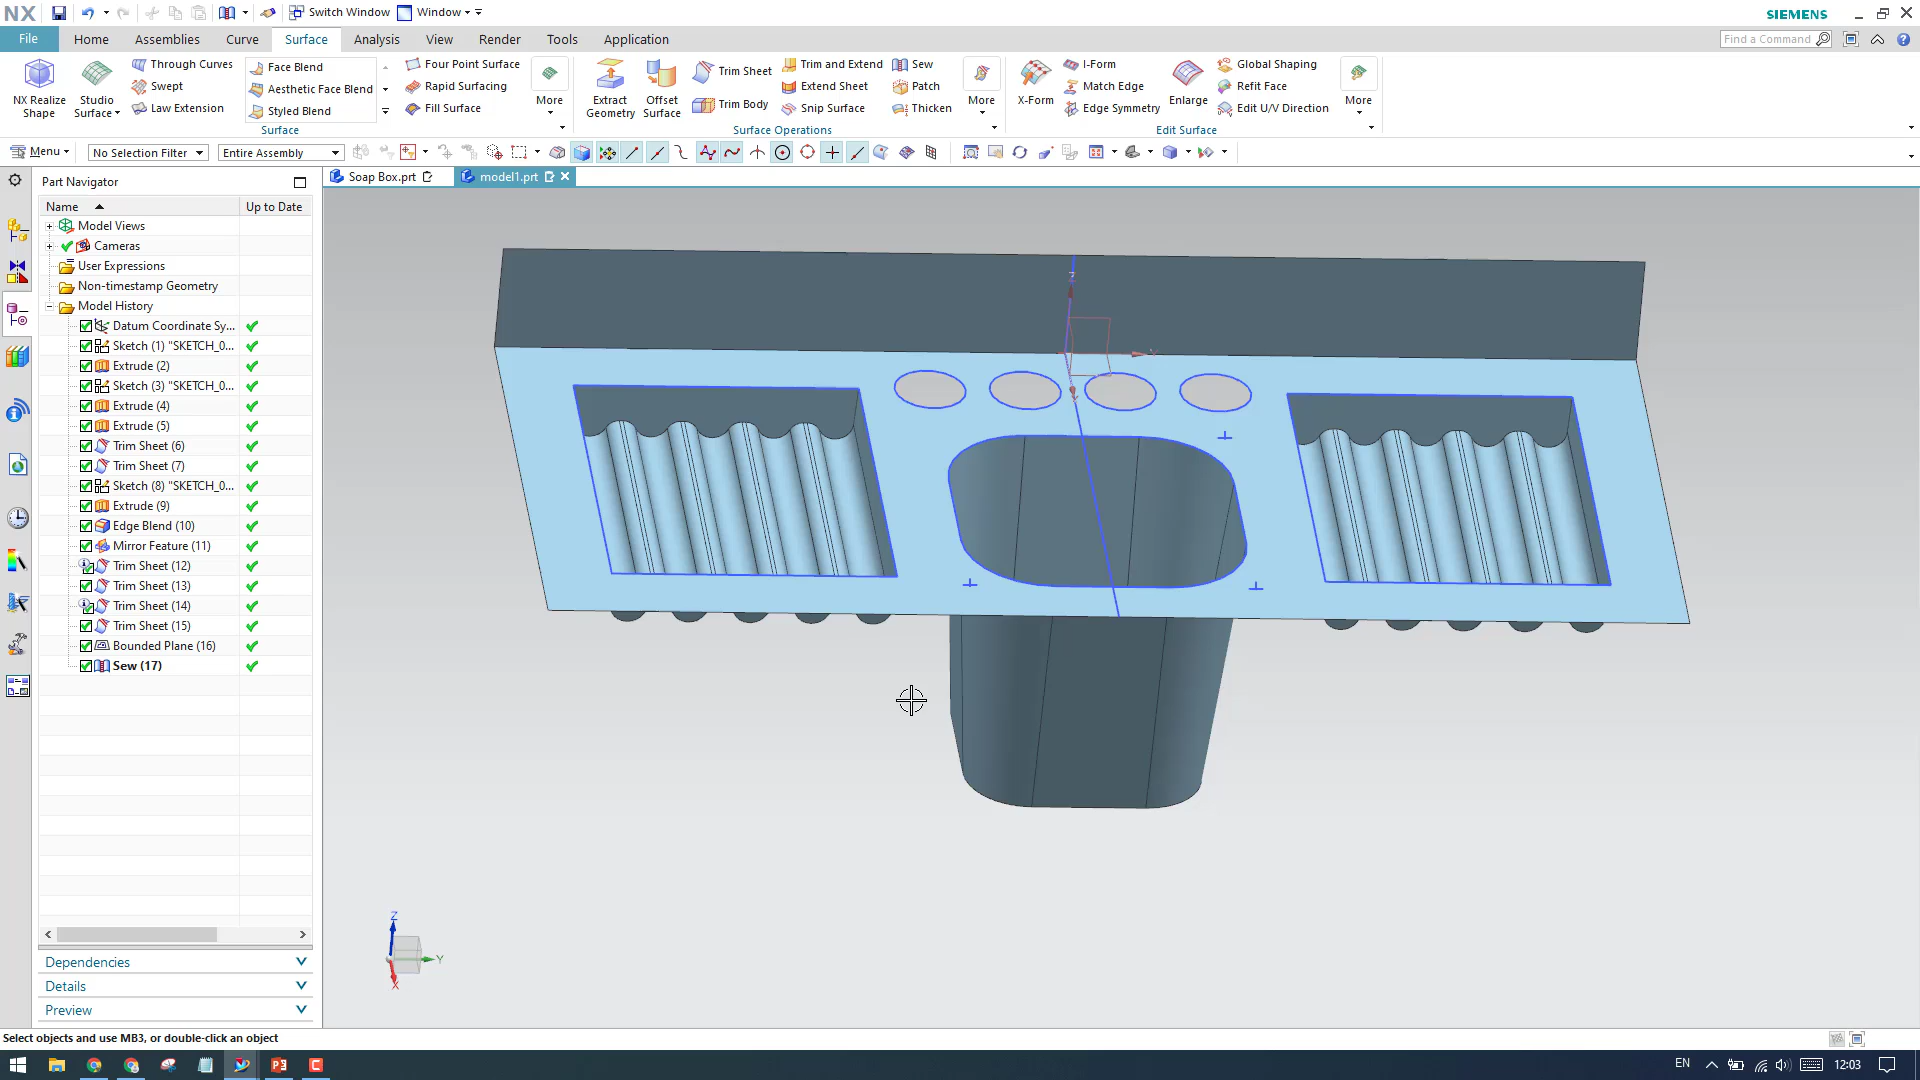 NX
Switch Window
Window
SIEMENS
File
Home
Assemblies
Curve
Surface
Analysis
View
Render
Tools
Application
Find a Command
NX Realize Shape
Studio Surface
Through Curves
Swept
Law Extension
Face Blend
Aesthetic Face Blend
Styled Blend
Four Point Surface
Rapid Surfacing
Fill Surface
More
Surface
Extract Geometry
Offset Surface
Trim Sheet
Trim Body
Trim and Extend
Extend Sheet
Snip Surface
Sew
Patch
Thicken
More
Surface Operations
X-Form
I-Form
Match Edge
Edge Symmetry
Enlarge
Global Shaping
Refit Face
Edit U/V Direction
More
Edit Surface
Menu
No Selection Filter
Entire Assembly
Soap Box.prt
model1.prt
Part Navigator
Name
Up to Date
Model Views
Cameras
User Expressions
Non-timestamp Geometry
Model History
Datum Coordinate Sy...
Sketch (1) "SKETCH_0...
Extrude (2)
Sketch (3) "SKETCH_0...
Extrude (4)
Extrude (5)
Trim Sheet (6)
Trim Sheet (7)
Sketch (8) "SKETCH_0...
Extrude (9)
Edge Blend (10)
Mirror Feature (11)
Trim Sheet (12)
Trim Sheet (13)
Trim Sheet (14)
Trim Sheet (15)
Bounded Plane (16)
Sew (17)
Z
Y
X
Dependencies
Details
Preview
Select objects and use MB3, or double-click an object
EN
12:03